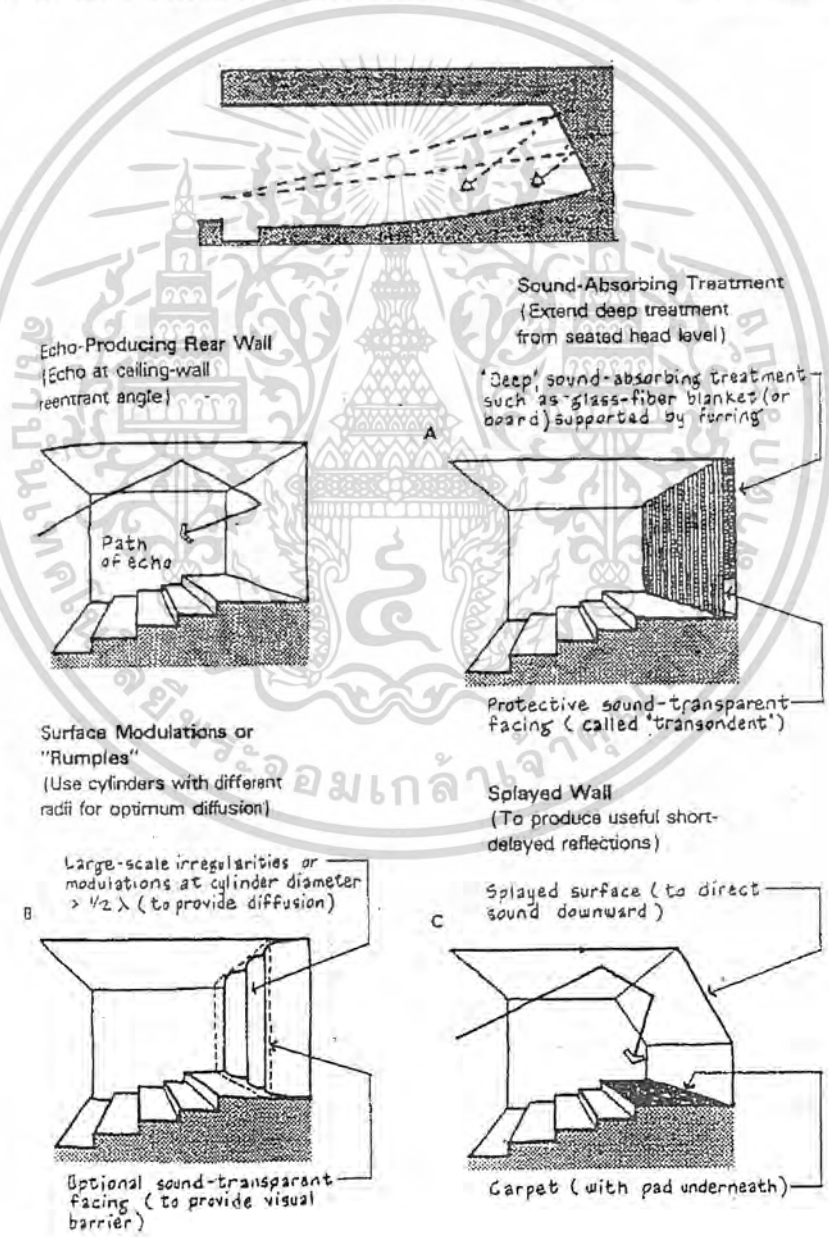 Sound-Absorbing Treatment
(Extend deep treatment
from seated head level)
Echo-Producing Rear Wall
(Echo at ceiling-wall
reentrant angle)
"Deep" sound-absorbing treatment
such as glass-fiber blanket (or
board) supported by furring
A
Path
of echo
Protective sound-transparent
facing (called "transondent")
Surface Modulations or
"Rumples"
(Use cylinders with different
radii for optimum diffusion)
Splayed Wall
(To produce useful short-
delayed reflections)
Large-scale irregularities or
modulations at cylinder diameter
> 1/2 λ (to provide diffusion)
B
Splayed surface (to direct
sound downward)
C
Optional sound-transparent
facing (to provide visual
barrier)
Carpet (with pad underneath)